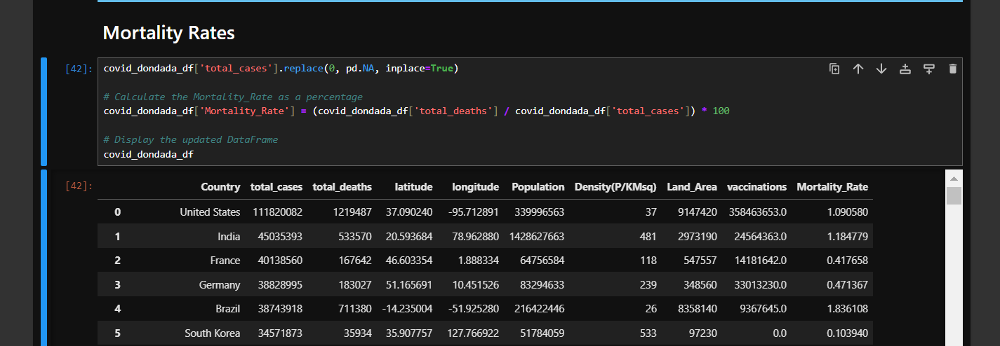 Mortality Rates
[42]: covid_dondada_df['total_cases'].replace(0, pd.NA, inplace=True)
# Calculate the Mortality_Rate as a percentage
covid_dondada_df['Mortality_Rate'] = (covid_dondada_df['total_deaths'] / covid_dondada_df['total_cases']) * 100
# Display the updated DataFrame
covid_dondada_df
[42]: Country total_cases total_deaths latitude longitude Population Density(P/KMsq) Land_Area vaccinations Mortality_Rate
0 United States 111820082 1219487 37.090240 -95.712891 339996563 37 9147420 358463653.0 1.090580
1 India 45035393 533570 20.593684 78.962880 1428627663 481 2973190 24564363.0 1.184779
2 France 40138560 167642 46.603354 1.888334 64756584 118 547557 14181642.0 0.417658
3 Germany 38828995 183027 51.165691 10.451526 83294633 239 348560 33013230.0 0.471367
4 Brazil 38743918 711380 -14.235004 -51.925280 216422446 26 8358140 9367645.0 1.836108
5 South Korea 34571873 35934 35.907757 127.766922 51784059 533 97230 0.0 0.103940